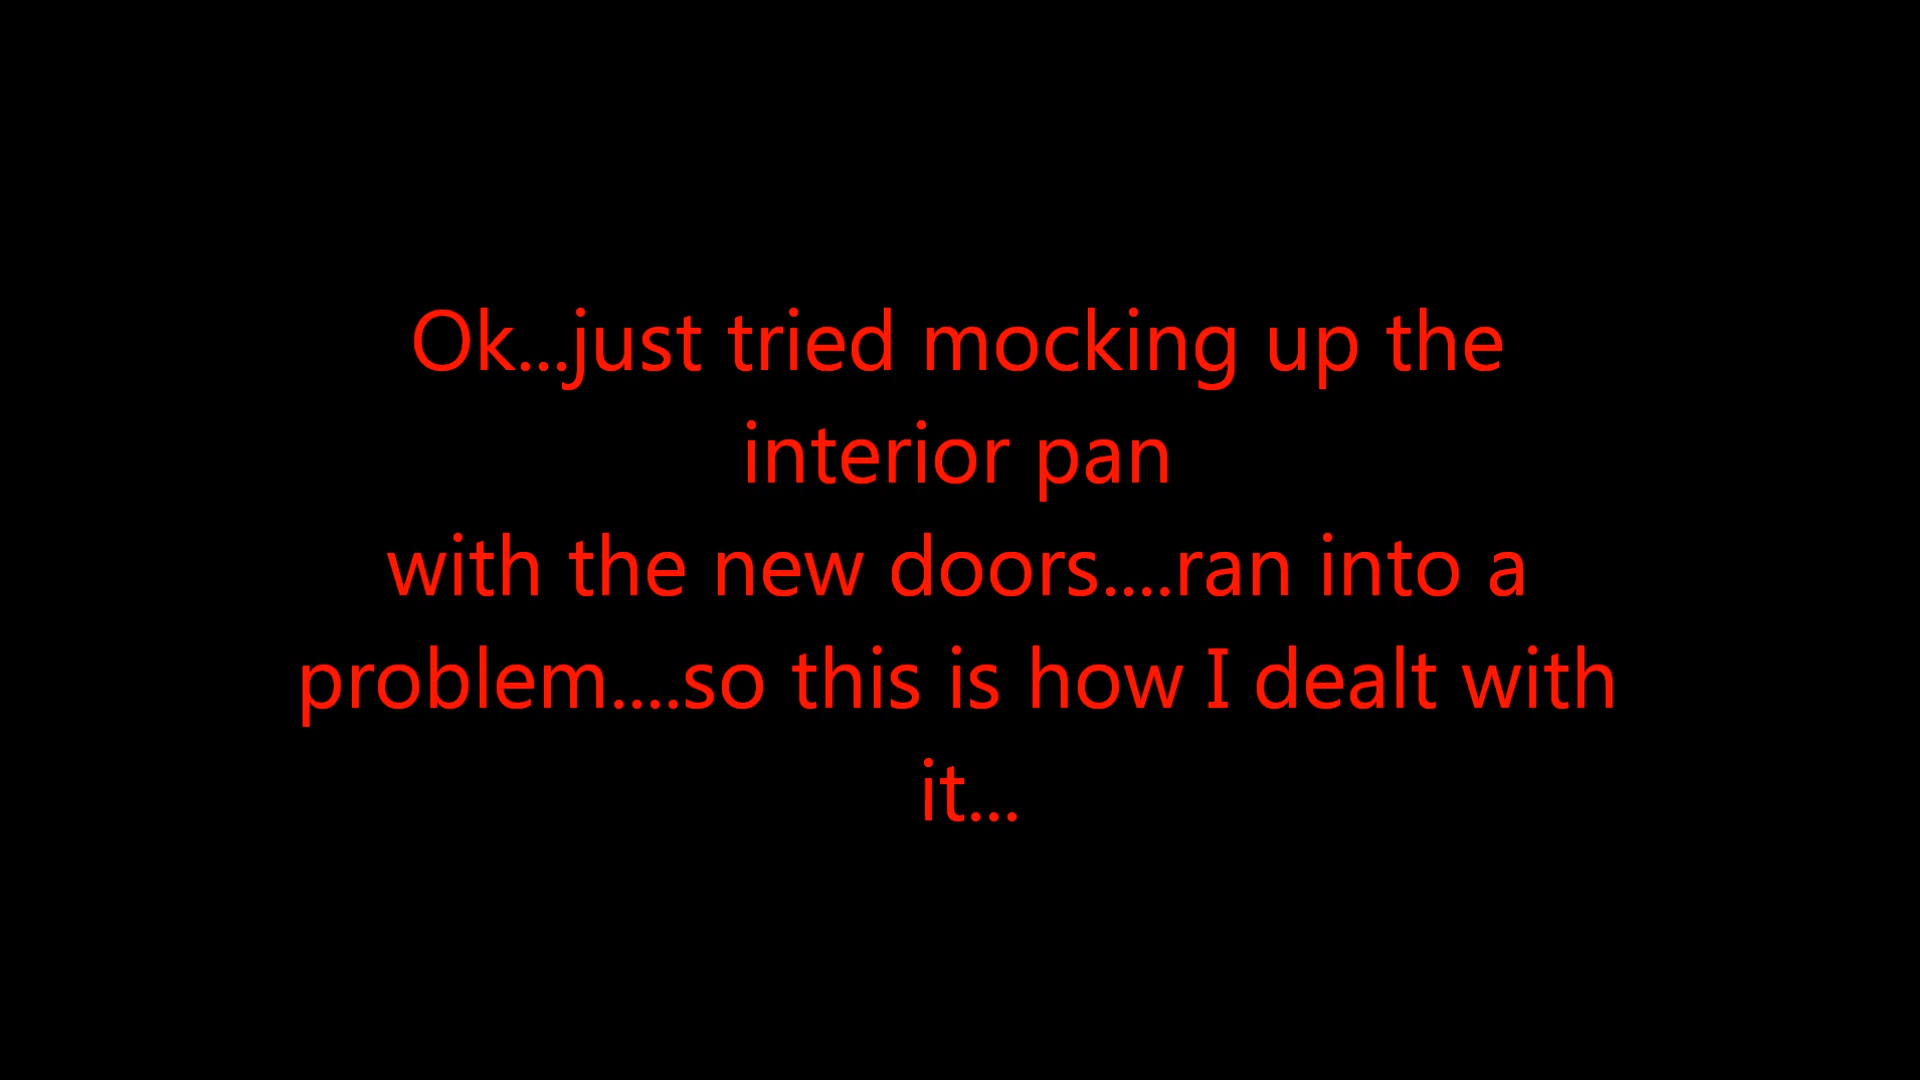 Ok...just tried mocking up the
interior pan
with the new doors....ran into a
problem....so this is how I dealt with
it...